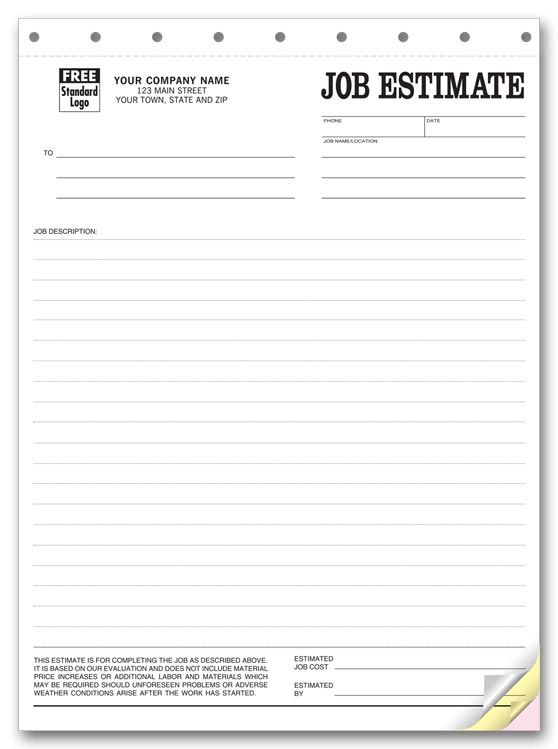 FREE
Standard
Logo
YOUR COMPANY NAME
123 MAIN STREET
YOUR TOWN, STATE AND ZIP
JOB ESTIMATE
PHONE
DATE
JOB NAME/LOCATION
TO
JOB DESCRIPTION:
THIS ESTIMATE IS FOR COMPLETING THE JOB AS DESCRIBED ABOVE.
IT IS BASED ON OUR EVALUATION AND DOES NOT INCLUDE MATERIAL
PRICE INCREASES OR ADDITIONAL LABOR AND MATERIALS WHICH
MAY BE REQUIRED SHOULD UNFORESEEN PROBLEMS OR ADVERSE
WEATHER CONDITIONS ARISE AFTER THE WORK HAS STARTED.
ESTIMATED
JOB COST
ESTIMATED
BY